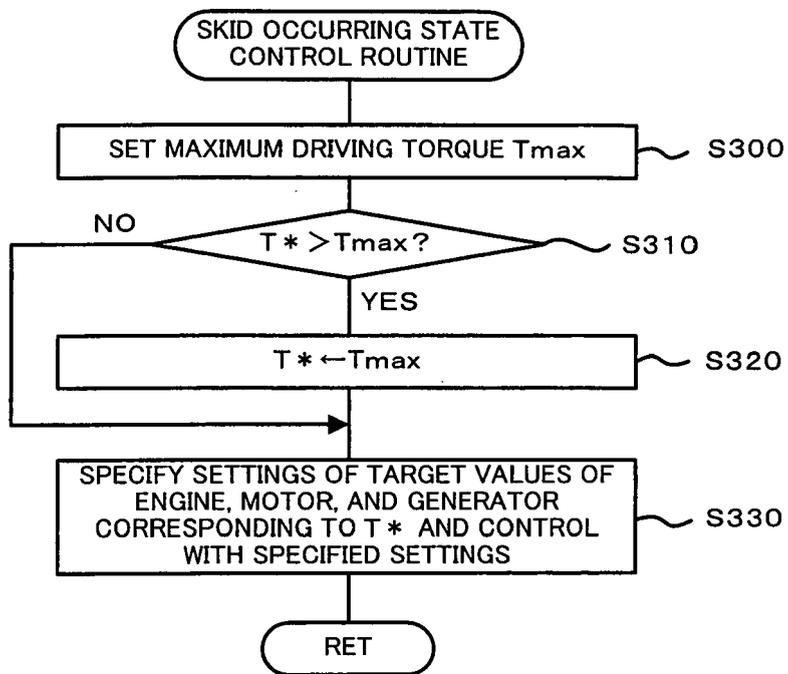 SKID OCCURRING STATE
CONTROL ROUTINE
SET MAXIMUM DRIVING TORQUE Tmax
S300
NO
T*>Tmax?
S310
YES
T*←Tmax
S320
SPECIFY SETTINGS OF TARGET VALUES OF
ENGINE, MOTOR, AND GENERATOR
CORRESPONDING TO T* AND CONTROL
WITH SPECIFIED SETTINGS
S330
RET